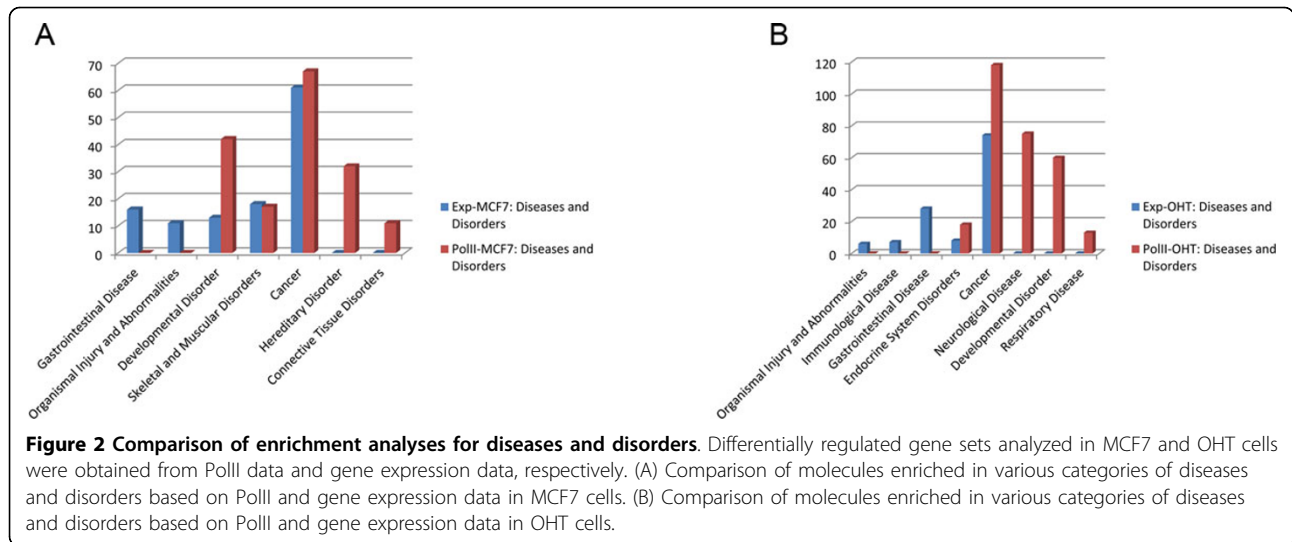 A
70
60
50
40
30
20
10
0
Gastrointestinal Disease
Organismal Injury and Abnormalities
Developmental Disorder
Skeletal and Muscular Disorders
Cancer
Hereditary Disorder
Connective Tissue Disorders
Exp-MCF7: Diseases and
Disorders
PolII-MCF7: Diseases and
Disorders
B
120
100
80
60
40
20
0
Organismal Injury and Abnormalities
Immunological Disease
Gastrointestinal Disease
Endocrine System Disorders
Cancer
Neurological Disease
Developmental Disorder
Respiratory Disease
Exp-OHT: Diseases and
Disorders
PolII-OHT: Diseases and
Disorders
Figure 2 Comparison of enrichment analyses for diseases and disorders. Differentially regulated gene sets analyzed in MCF7 and OHT cells
were obtained from PolII data and gene expression data, respectively. (A) Comparison of molecules enriched in various categories of diseases
and disorders based on PolII and gene expression data in MCF7 cells. (B) Comparison of molecules enriched in various categories of diseases
and disorders based on PolII and gene expression data in OHT cells.